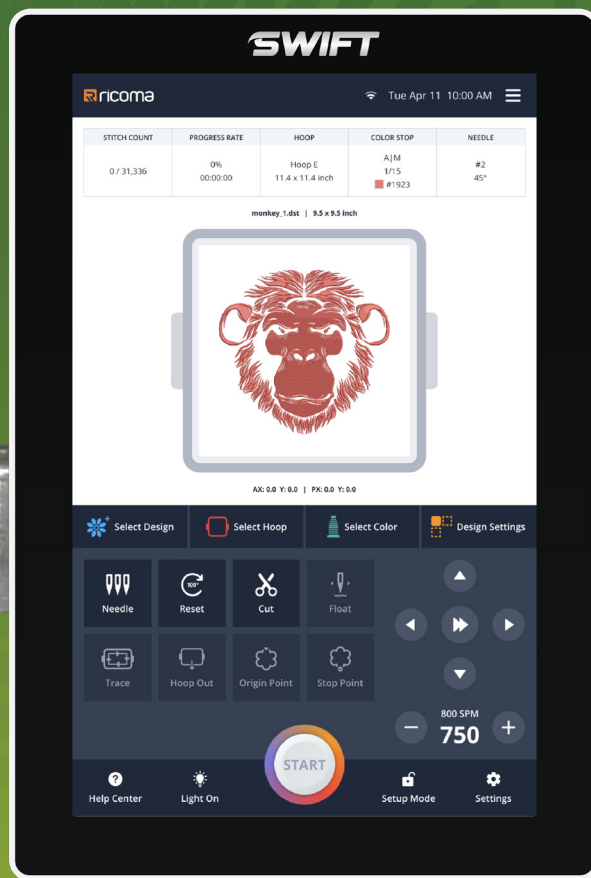 SWIFT
ricoma
Tue Apr 11 10:00 AM
STITCH COUNT
PROGRESS RATE
HOOP
COLOR STOP
NEEDLE
0 / 31,336
0%
00:00:00
Hoop E
11.4 x 11.4 inch
A|M
1/15
#1923
#2
45°
monkey_1.dst | 9.5 x 9.5 inch
AX: 0.0 Y: 0.0 | PX: 0.0 Y: 0.0
Select Design
Select Hoop
Select Color
Design Settings
Needle
100°
Reset
Cut
Float
Trace
Hoop Out
Origin Point
Stop Point
800 SPM
750
START
Help Center
Light On
Setup Mode
Settings